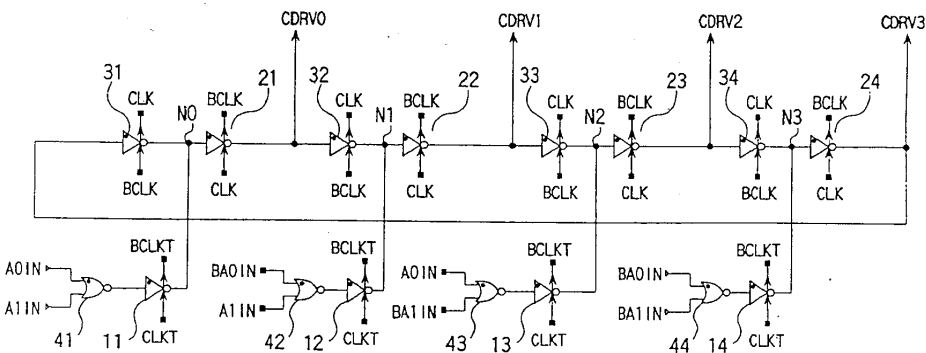 CDRV0 CDRV1 CDRV2 CDRV3
31 CLK N0 BCLK 21 32 CLK N1 BCLK 22 33 CLK N2 BCLK 23 34 CLK N3 BCLK 24
BCLK CLK BCLK CLK BCLK CLK BCLK CLK
BCLKT BCLKT BCLKT BCLKT
A0IN BA0IN A0IN BA0IN
A1IN A1IN BA1IN BA1IN
41 11 CLKT 42 12 CLKT 43 13 CLKT 44 14 CLKT